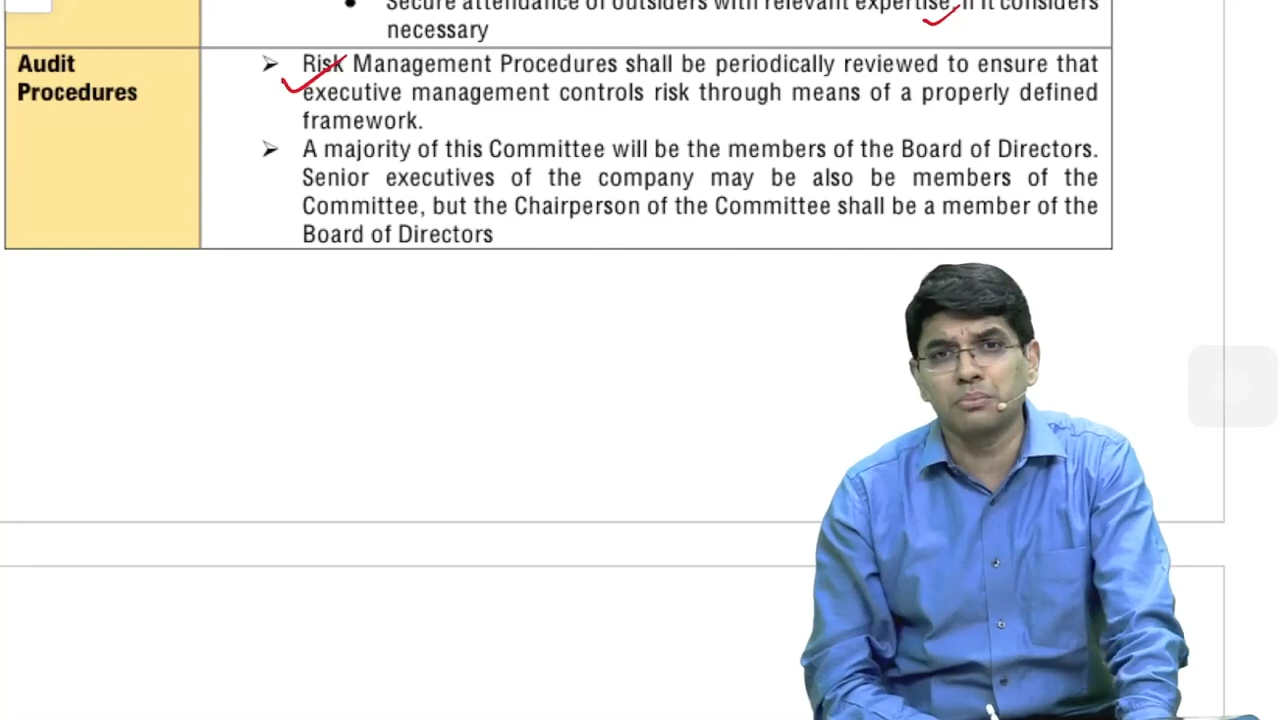 Secure attendance of outsiders with relevant expertise, if it considers
necessary
Audit
Procedures
➢ Risk Management Procedures shall be periodically reviewed to ensure that
executive management controls risk through means of a properly defined
framework.
➢ A majority of this Committee will be the members of the Board of Directors.
Senior executives of the company may be also be members of the
Committee, but the Chairperson of the Committee shall be a member of the
Board of Directors